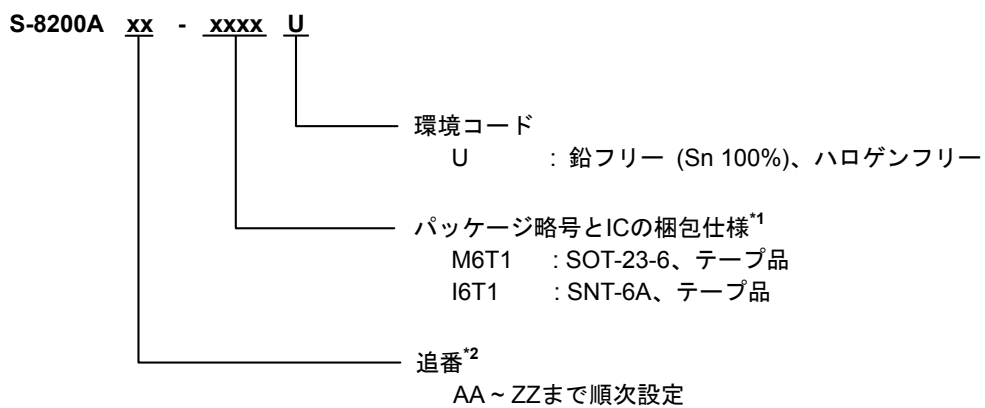 S-8200A xx - xxxx U
環境コード
U : 鉛フリー (Sn 100%)、ハロゲンフリー
パッケージ略号とICの梱包仕様*1
M6T1 : SOT-23-6、テープ品
I6T1 : SNT-6A、テープ品
追番*2
AA ~ ZZまで順次設定